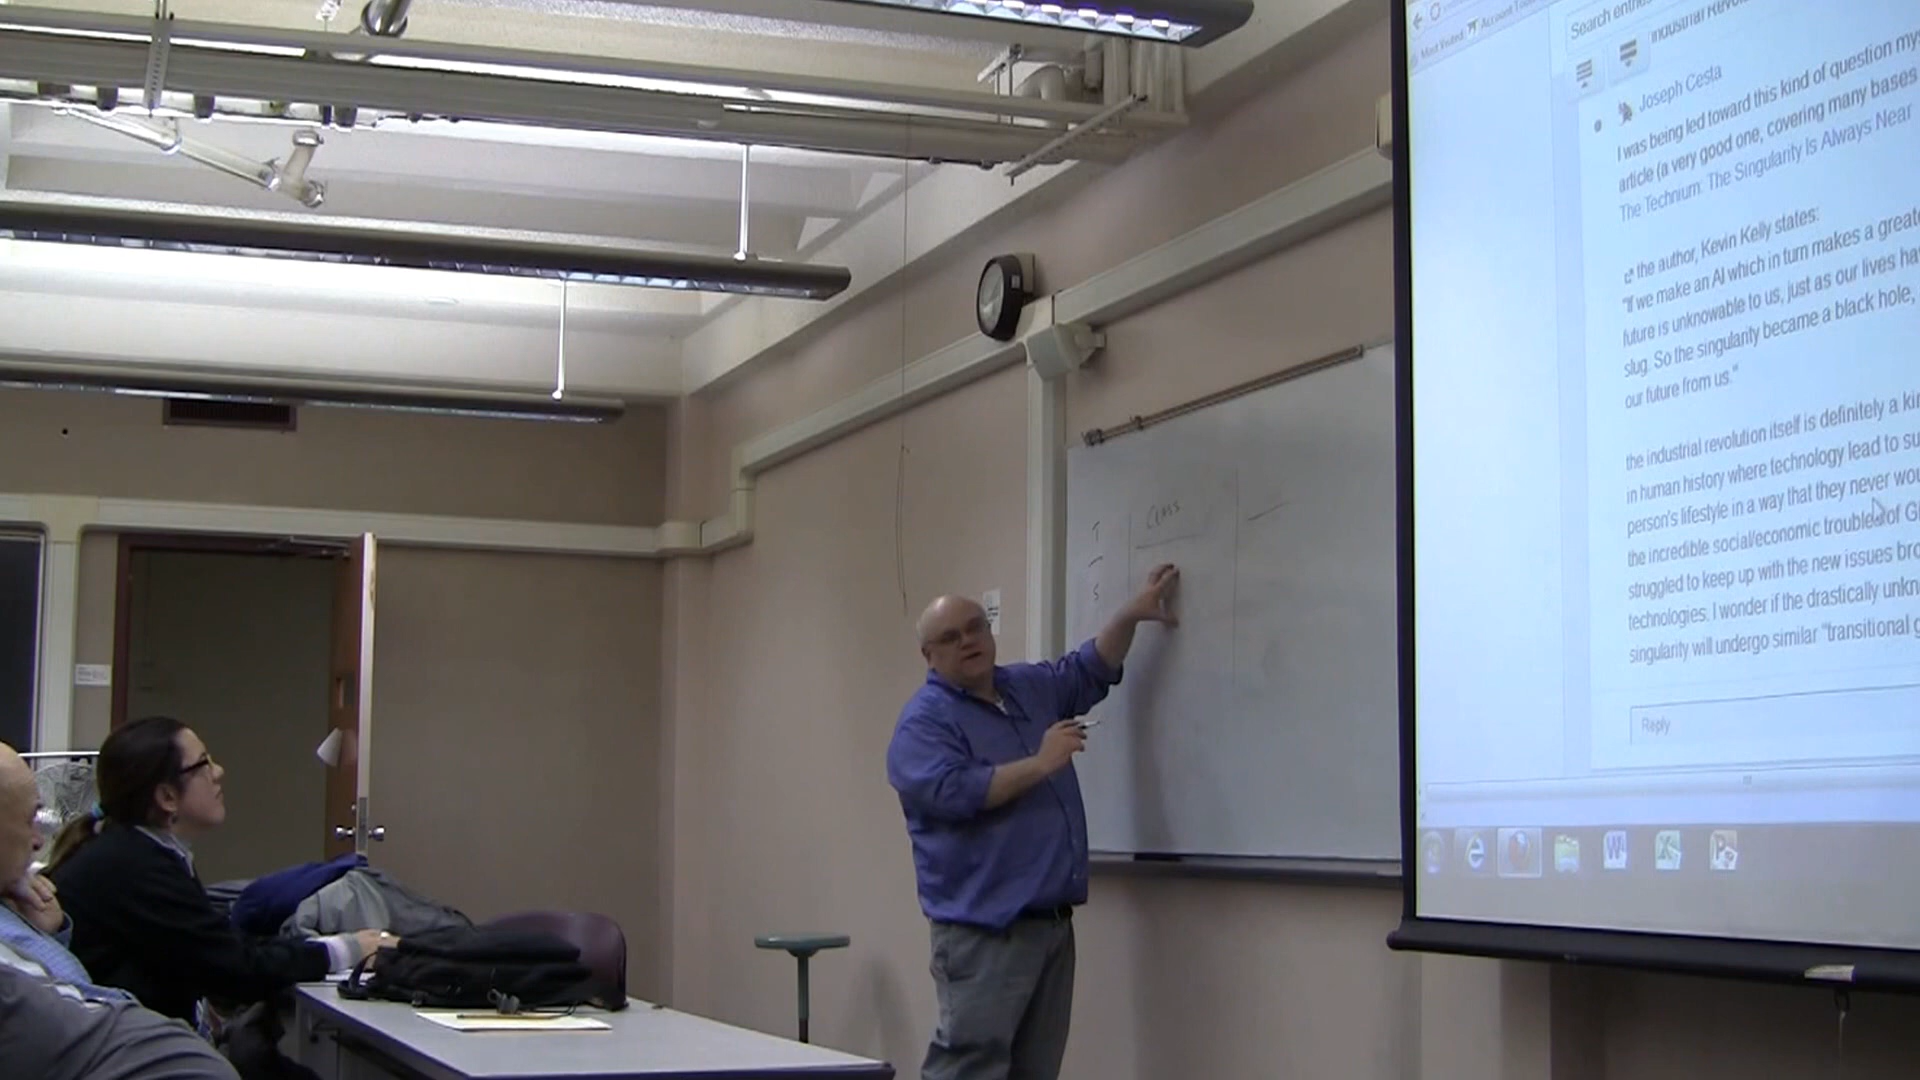 T
Class
S
Most Visited
Search
Industrial Revol
Joseph Cesta
I was being led toward this kind of question my
article (a very good one, covering many bases
The Technium: The Singularity Is Always Near
the author, Kevin Kelly states:
"If we make an AI which in turn makes a great
future is unknowable to us, just as our lives ha
slug. So the singularity became a black hole,
our future from us."
the industrial revolution itself is definitely a kin
in human history where technology lead to su
person's lifestyle in a way that they never wou
the incredible social/economic troubles of G
struggled to keep up with the new issues bro
technologies. I wonder if the drastically unkn
singularity will undergo similar "transitional g
Reply